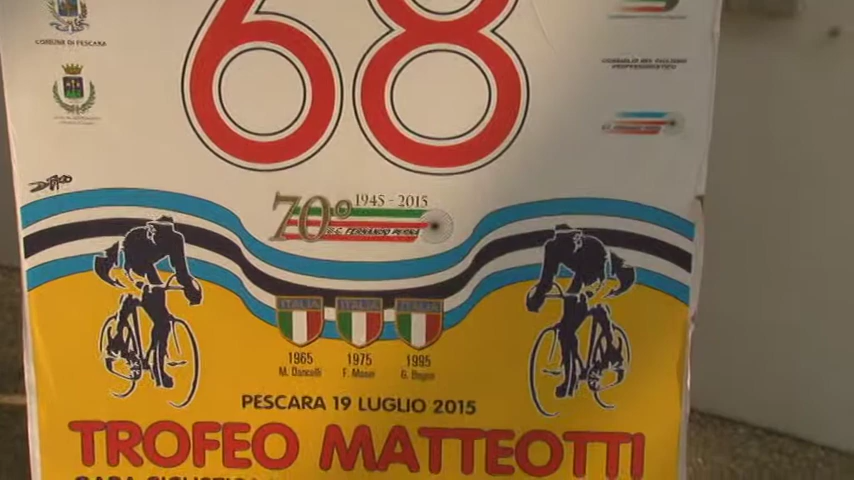 COMUNE DI PESCARA
68
70° 1945 - 2015
U.C. FERNANDO PERNA
ITALIA ITALIA ITALIA
1965 1975 1995
M. Dancelli F. Moser G. Bugno
PESCARA 19 LUGLIO 2015
TROFEO MATTEOTTI